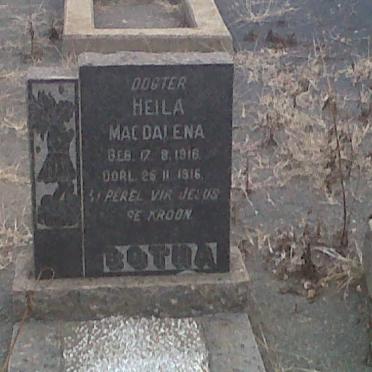 DOGTER
HEILA
MAGDALENA
GEB. 17. 8. 1916.
OORL. 26. 11. 1916.
'N PEREL VIR JESUS
SE KROON.
BOTHA